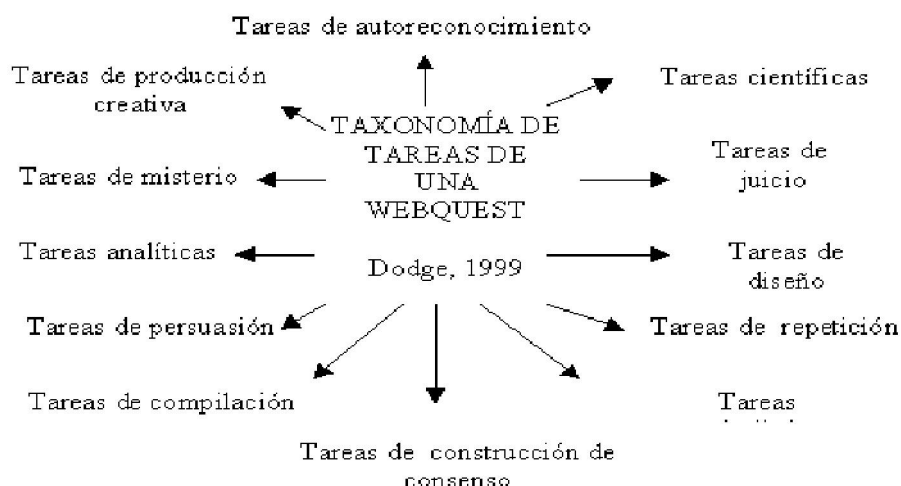 Tareas de autoreconocimiento
Tareas de producción
creativa
Tareas científicas
TAXONOMÍA DE
TAREAS DE
UNA
WEBQUEST
Dodge, 1999
Tareas de misterio
Tareas de
juicio
Tareas analíticas
Tareas de
diseño
Tareas de persuasión
Tareas de repetición
Tareas de compilación
Tareas
Tareas de construcción de
consenso